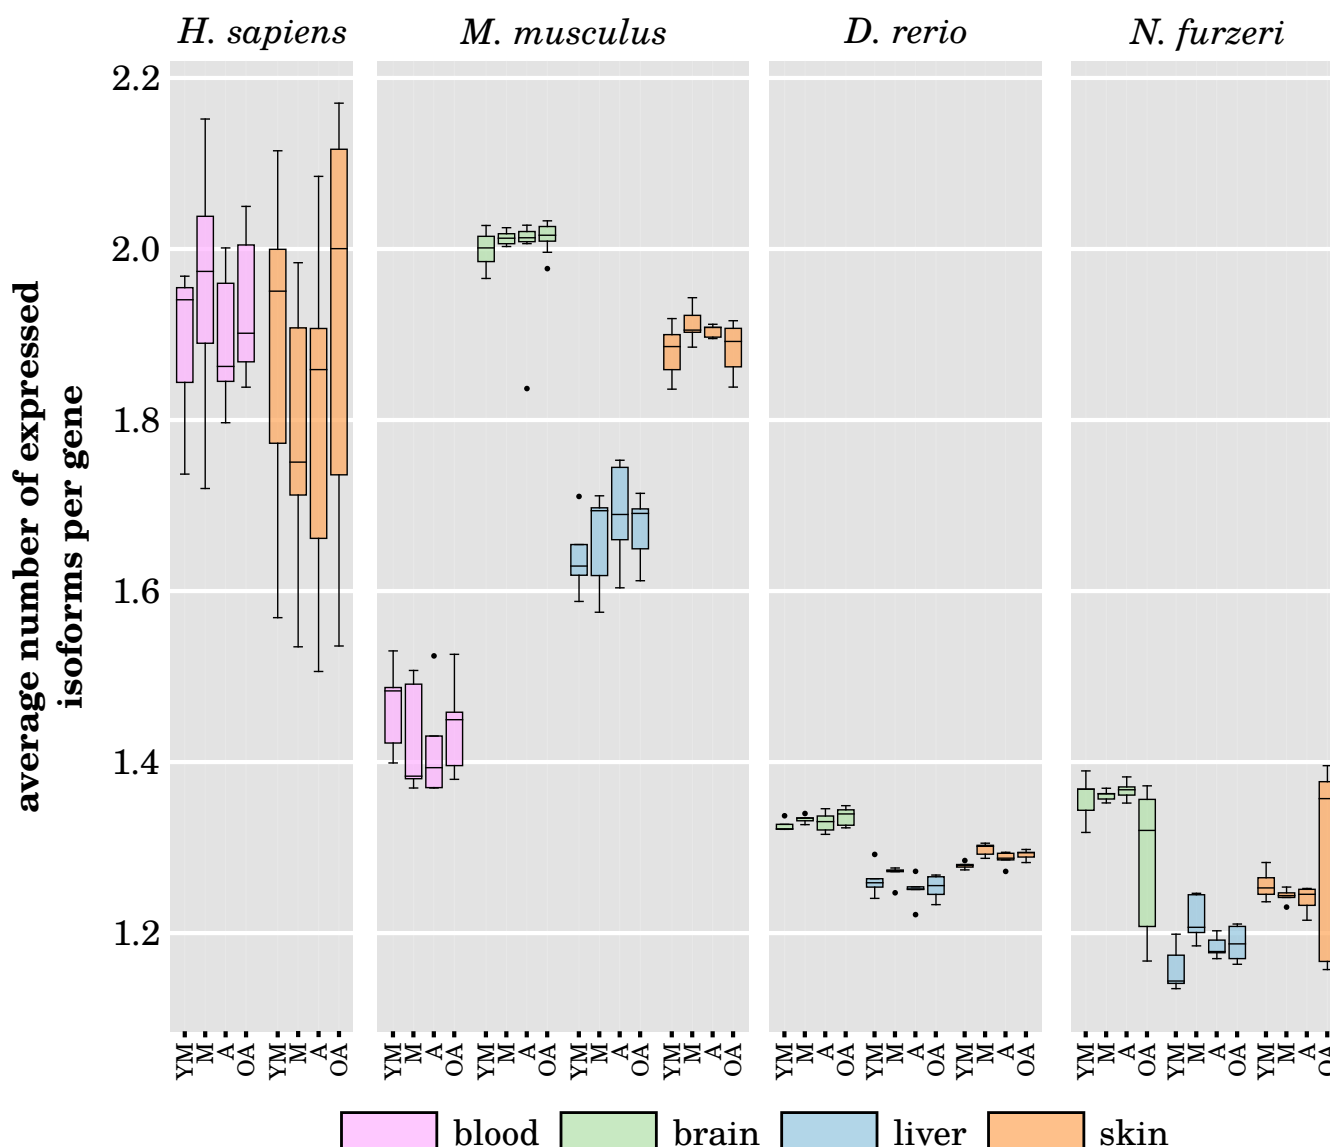 H. sapiens M. musculus D. rerio N. furzeri
2.2
2.0
1.8
1.6
1.4
1.2
average number of expressed
isoforms per gene
YM M A OA YM M A OA YM M A OA YM M A OA YM M A OA YM M A OA YM M A OA YM M A OA YM M A OA YM M A OA YM M A OA YM M A OA
blood brain liver skin